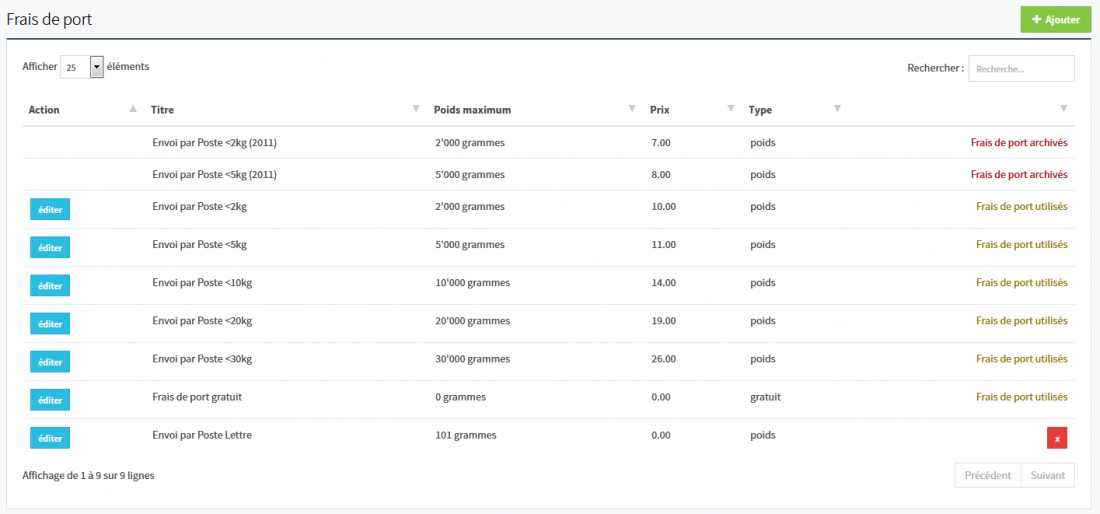 Frais de port
+ Ajouter
Afficher 25 éléments
Rechercher : Recherche...
Action Titre Poids maximum Prix Type
Envoi par Poste <2kg (2011) 2'000 grammes 7.00 poids Frais de port archivés
Envoi par Poste <5kg (2011) 5'000 grammes 8.00 poids Frais de port archivés
éditer Envoi par Poste <2kg 2'000 grammes 10.00 poids Frais de port utilisés
éditer Envoi par Poste <5kg 5'000 grammes 11.00 poids Frais de port utilisés
éditer Envoi par Poste <10kg 10'000 grammes 14.00 poids Frais de port utilisés
éditer Envoi par Poste <20kg 20'000 grammes 19.00 poids Frais de port utilisés
éditer Envoi par Poste <30kg 30'000 grammes 26.00 poids Frais de port utilisés
éditer Frais de port gratuit 0 grammes 0.00 gratuit Frais de port utilisés
éditer Envoi par Poste Lettre 101 grammes 0.00 poids x
Affichage de 1 à 9 sur 9 lignes
Précédent Suivant